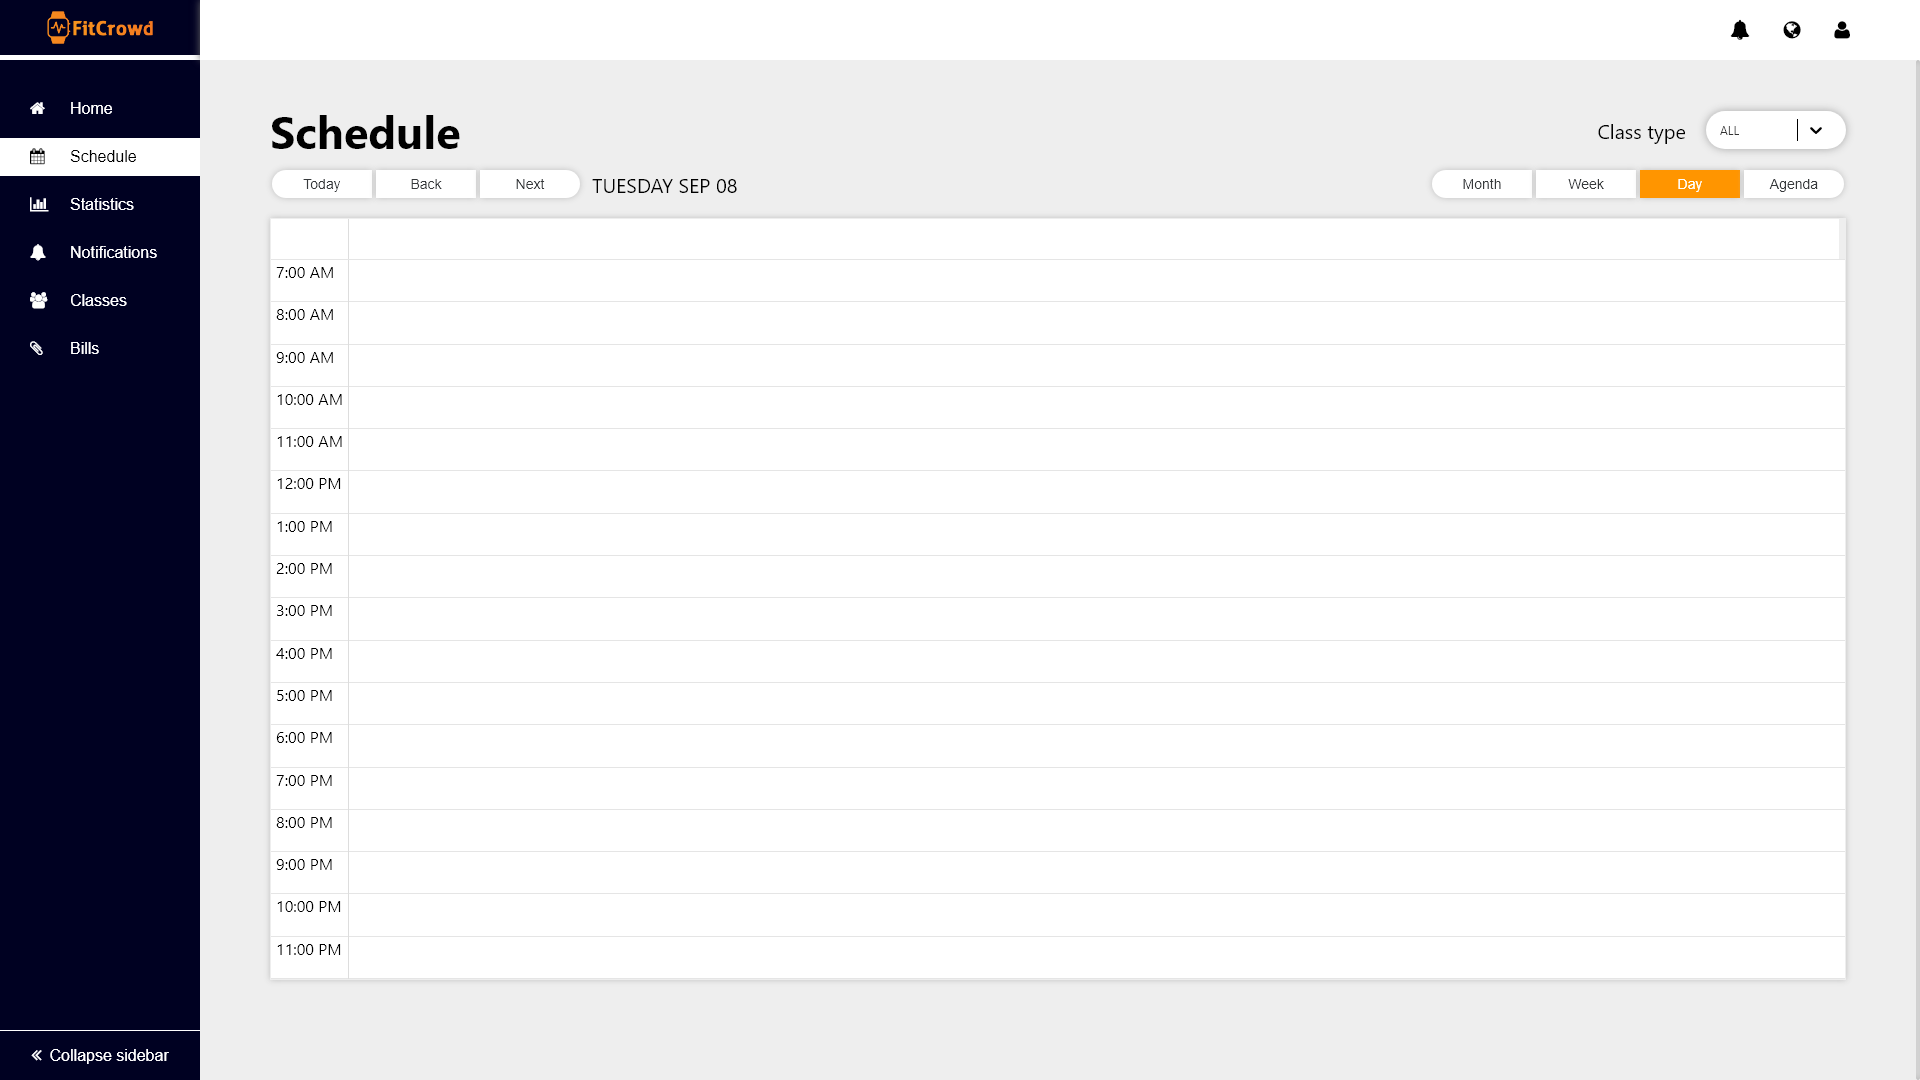 FitCrowd
Home
Schedule
Statistics
Notifications
Classes
Bills
Collapse sidebar
Schedule
Class type
ALL
Today Back Next TUESDAY SEP 08 Month Week Day Agenda
7:00 AM
8:00 AM
9:00 AM
10:00 AM
11:00 AM
12:00 PM
1:00 PM
2:00 PM
3:00 PM
4:00 PM
5:00 PM
6:00 PM
7:00 PM
8:00 PM
9:00 PM
10:00 PM
11:00 PM